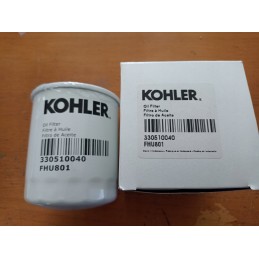 KOHLER.
Oil Filter
Filtre à Huile
Filtro de Aceite
330510040
FHU801
KOHLER.
Oil Filter
Filtre à Huile
Filtro de Aceite
330510040
FHU801